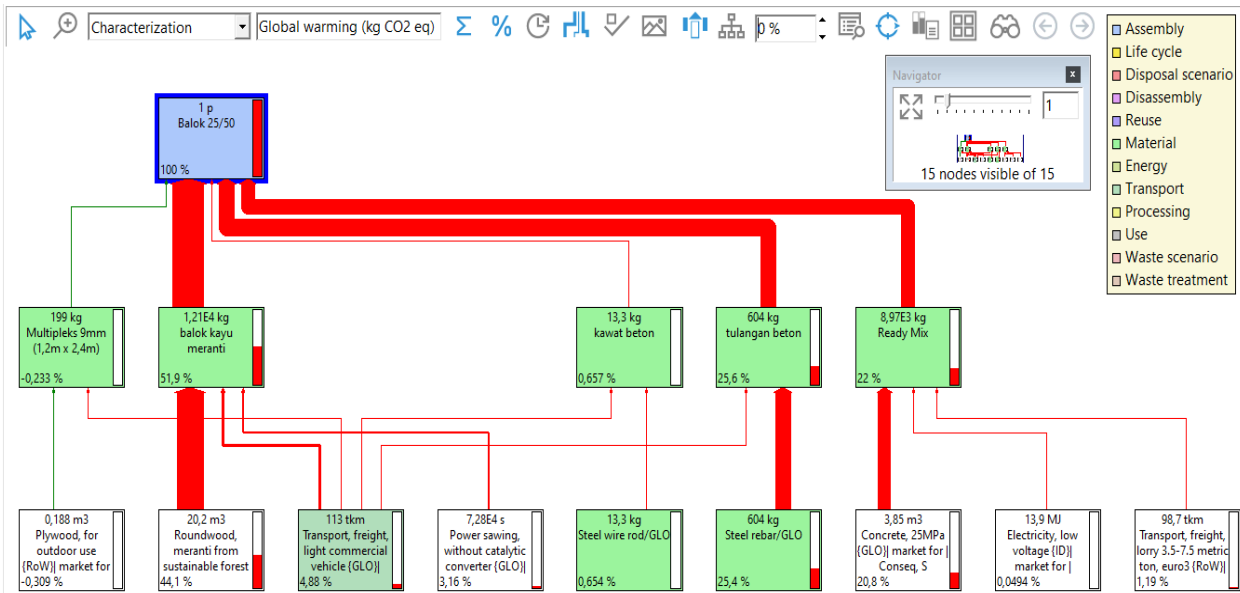 Characterization
Global warming (kg CO2 eq)
0 %
Assembly
Life cycle
Disposal scenario
Disassembly
Reuse
Material
Energy
Transport
Processing
Use
Waste scenario
Waste treatment
Navigator
x
1
15 nodes visible of 15
1 p
Balok 25/50
100 %
199 kg
Multipleks 9mm
(1,2m x 2,4m)
-0,233 %
1,21E4 kg
balok kayu
meranti
51,9 %
13,3 kg
kawat beton
0,657 %
604 kg
tulangan beton
25,6 %
8,97E3 kg
Ready Mix
22 %
0,188 m3
Plywood, for
outdoor use
{RoW}| market for
-0,309 %
20,2 m3
Roundwood,
meranti from
sustainable forest
44,1 %
113 tkm
Transport, freight,
light commercial
vehicle {GLO}|
4,88 %
7,28E4 s
Power sawing,
without catalytic
converter {GLO}|
3,16 %
13,3 kg
Steel wire rod/GLO
0,654 %
604 kg
Steel rebar/GLO
25,4 %
3,85 m3
Concrete, 25MPa
{GLO}| market for |
Conseq, S
20,8 %
13,9 MJ
Electricity, low
voltage {ID}|
market for |
0,0494 %
98,7 tkm
Transport, freight,
lorry 3.5-7.5 metric
ton, euro3 {RoW}|
1,19 %